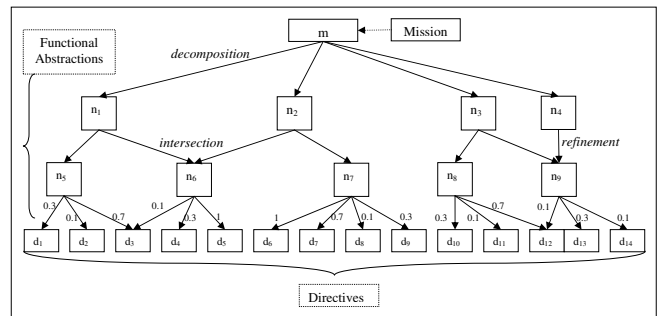 Functional
Abstractions
decomposition
m
Mission
n1
n2
n3
n4
intersection
refinement
n5
n6
n7
n8
n9
0.3
0.1
0.7
0.1
0.3
1
1
0.7
0.1
0.3
0.3
0.1
0.7
0.1
0.3
0.1
d1
d2
d3
d4
d5
d6
d7
d8
d9
d10
d11
d12
d13
d14
Directives